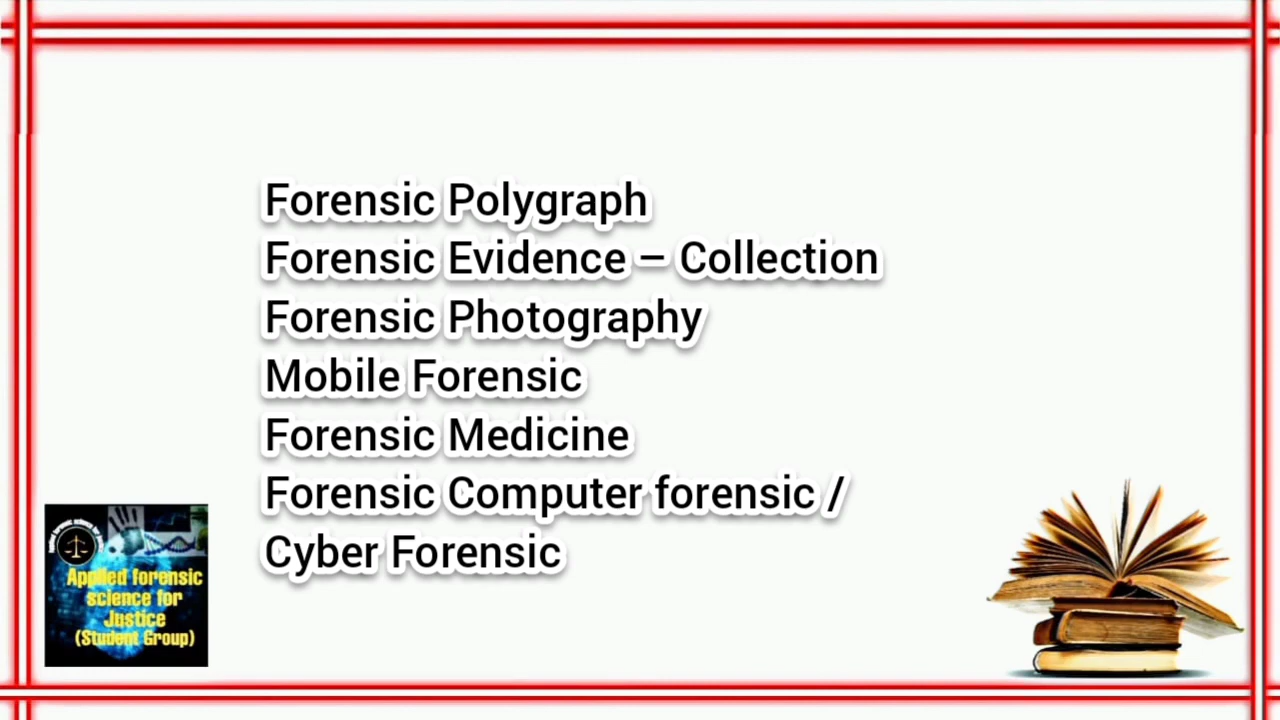 Forensic Polygraph
Forensic Evidence – Collection
Forensic Photography
Mobile Forensic
Forensic Medicine
Forensic Computer forensic /
Cyber Forensic
Applied forensic
science for
Justice
(Student Group)